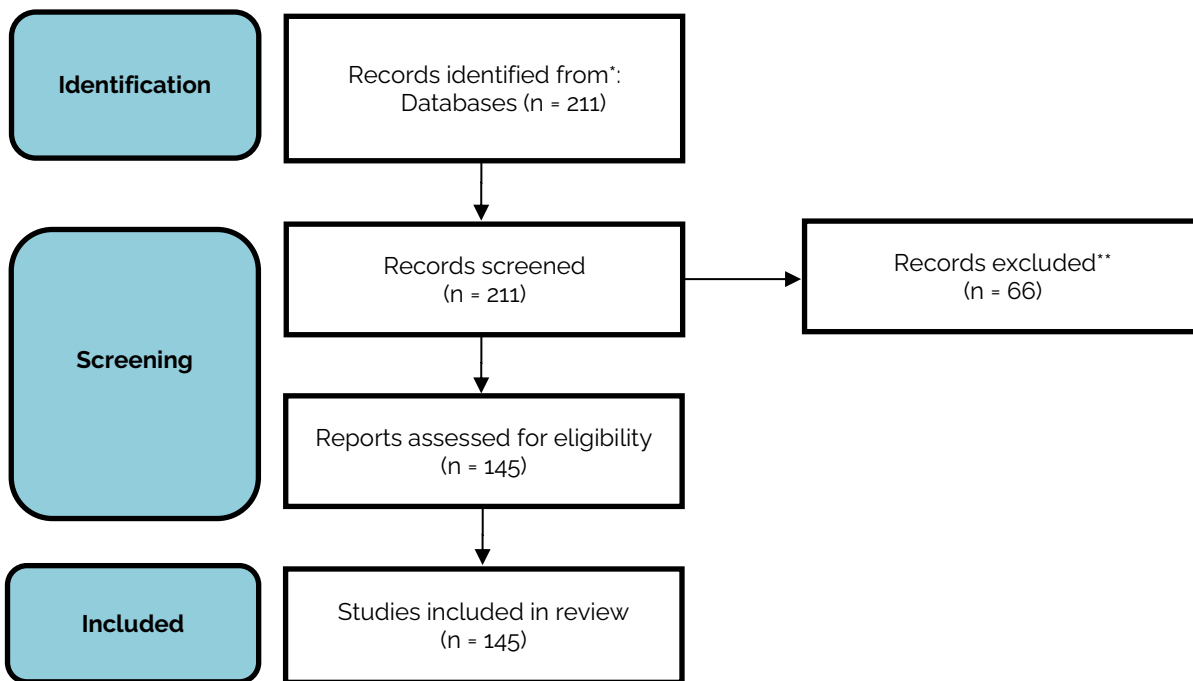 Identification
Records identified from*:
Databases (n = 211)
Screening
Records screened
(n = 211)
Records excluded**
(n = 66)
Reports assessed for eligibility
(n = 145)
Included
Studies included in review
(n = 145)